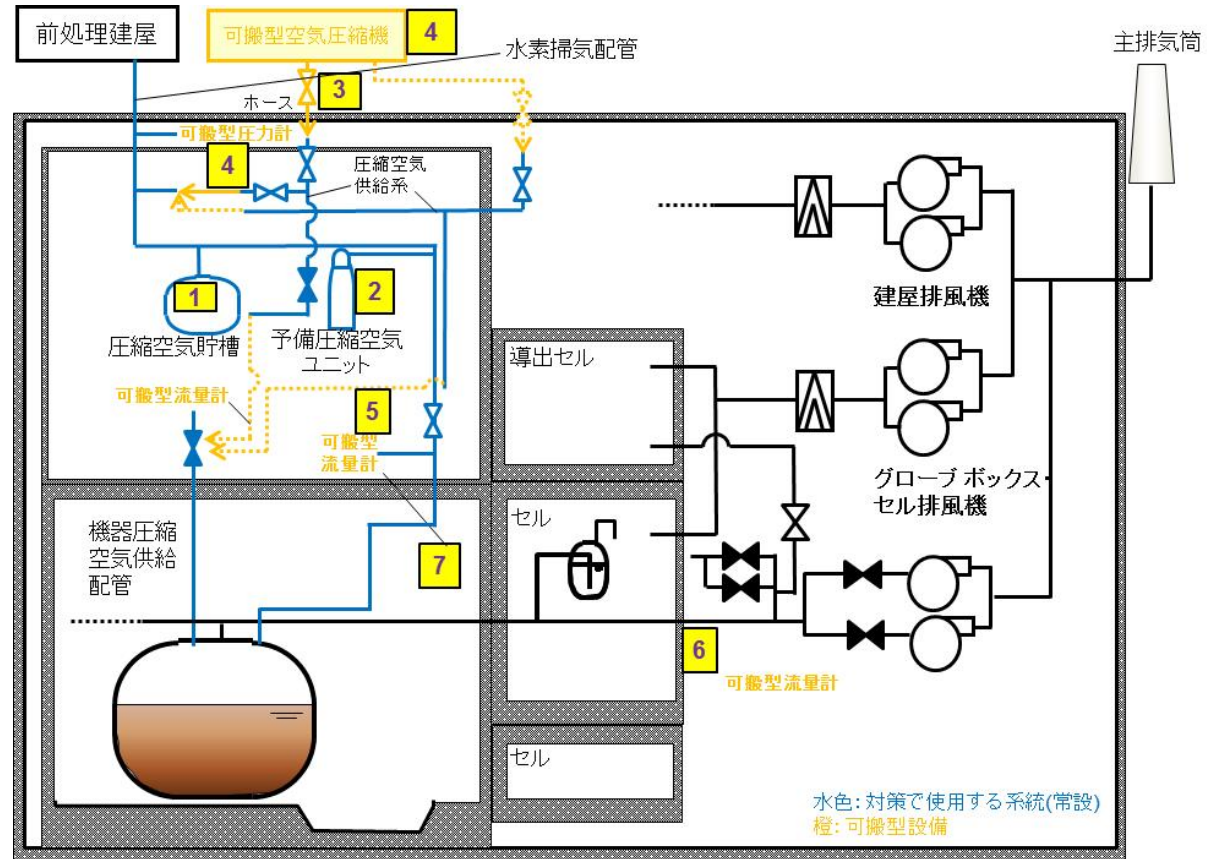 前処理建屋
可搬型空気圧縮機
4
水素掃気配管
主排気筒
3
ホース
可搬型圧力計
4
圧縮空気
供給系
1
2
圧縮空気貯槽
予備圧縮空気
ユニット
建屋排風機
導出セル
可搬型流量計
5
可搬型
流量計
グローブ ボックス・
セル排風機
機器圧縮
空気供給
配管
7
セル
6
可搬型流量計
セル
水色: 対策で使用する系統(常設)
橙: 可搬型設備